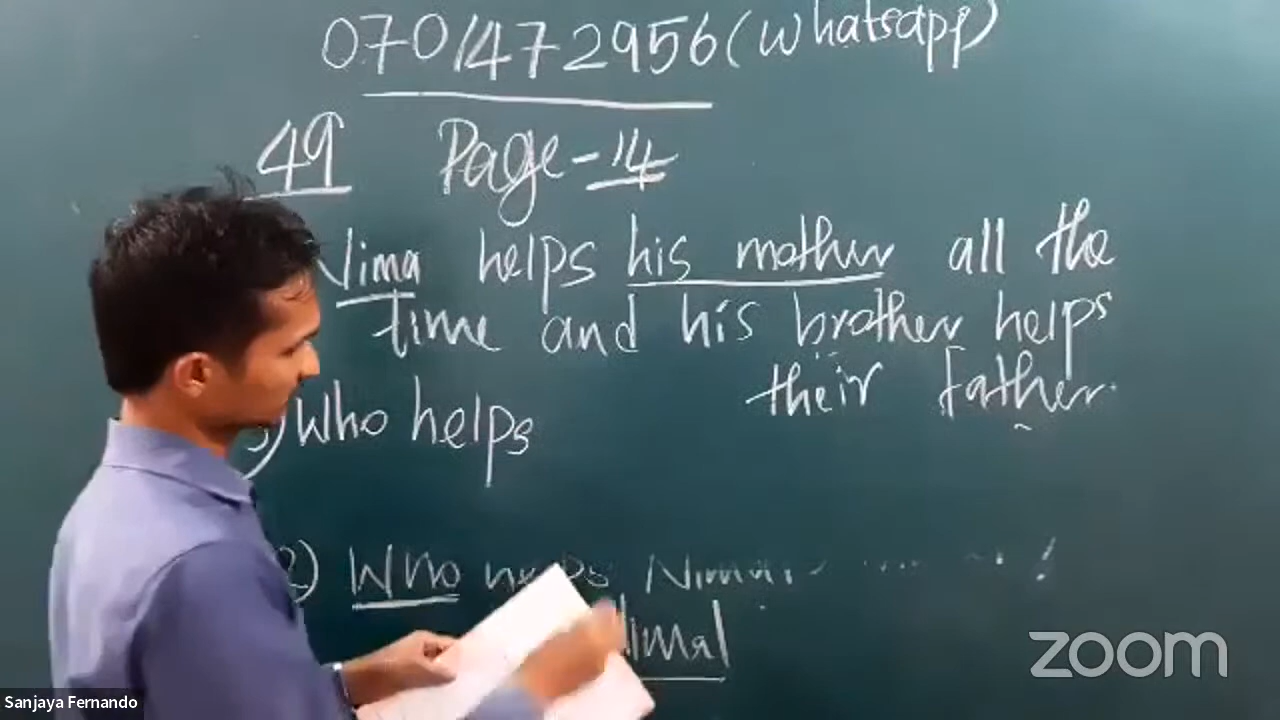 0701472956 (Whatsapp)
49 Page-14
Nima helps his mother all the
time and his brother helps
their father.
) Who helps
2) Who helps
zoom
Sanjaya Fernando